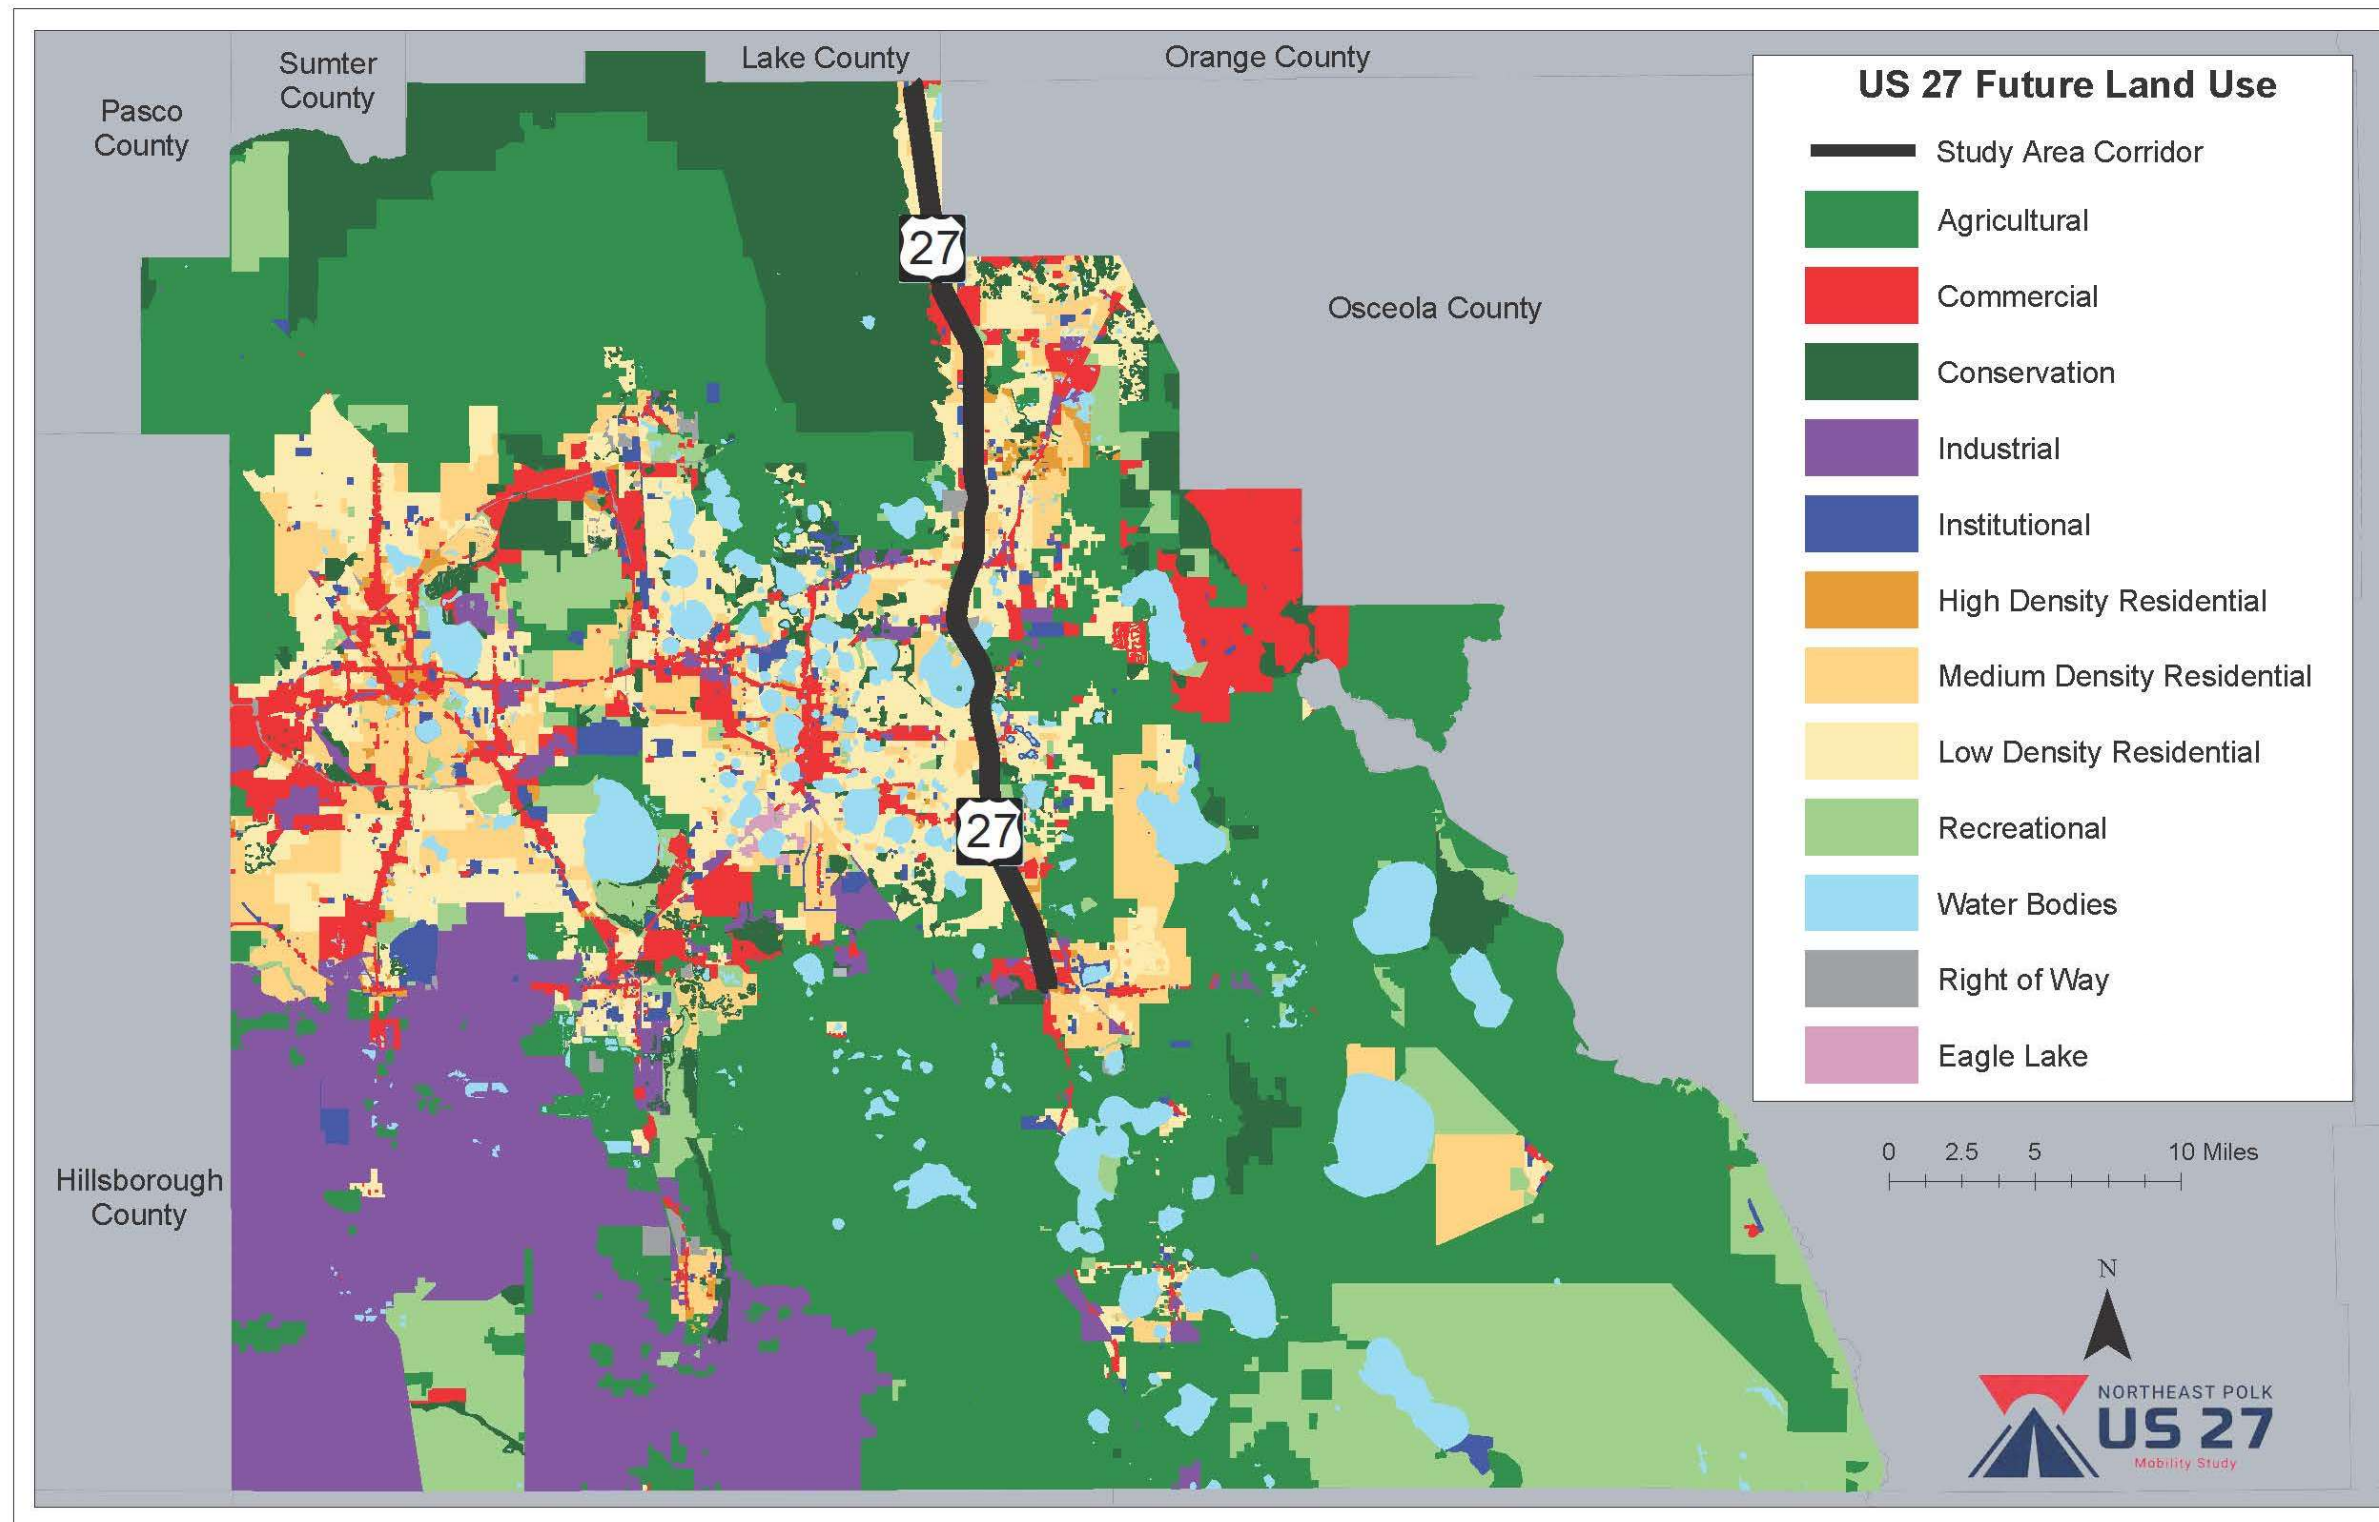 Sumter
County
Lake County
Orange County
Pasco
County
27
Osceola County
27
Hillsborough
County
US 27 Future Land Use
Study Area Corridor
Agricultural
Commercial
Conservation
Industrial
Institutional
High Density Residential
Medium Density Residential
Low Density Residential
Recreational
Water Bodies
Right of Way
Eagle Lake
0 2.5 5 10 Miles
N
NORTHEAST POLK
US 27
Mobility Study